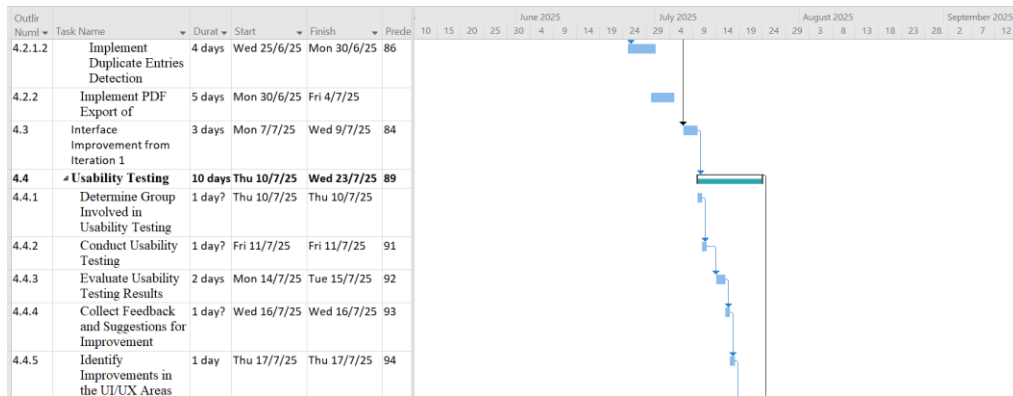 Outlir
Numl Task Name Durat Start Finish Prede
June 2025 July 2025 August 2025 September 2025
10 15 20 25 30 4 9 14 19 24 29 4 9 14 19 24 29 3 8 13 18 23 28 2 7 12
4.2.1.2 Implement 4 days Wed 25/6/25 Mon 30/6/25 86
Duplicate Entries
Detection
4.2.2 Implement PDF 5 days Mon 30/6/25 Fri 4/7/25
Export of
4.3 Interface 3 days Mon 7/7/25 Wed 9/7/25 84
Improvement from
Iteration 1
4.4 Usability Testing 10 days Thu 10/7/25 Wed 23/7/25 89
4.4.1 Determine Group 1 day? Thu 10/7/25 Thu 10/7/25
Involved in
Usability Testing
4.4.2 Conduct Usability 1 day? Fri 11/7/25 Fri 11/7/25 91
Testing
4.4.3 Evaluate Usability 2 days Mon 14/7/25 Tue 15/7/25 92
Testing Results
4.4.4 Collect Feedback 1 day? Wed 16/7/25 Wed 16/7/25 93
and Suggestions for
Improvement
4.4.5 Identify 1 day Thu 17/7/25 Thu 17/7/25 94
Improvements in
the UI/UX Areas